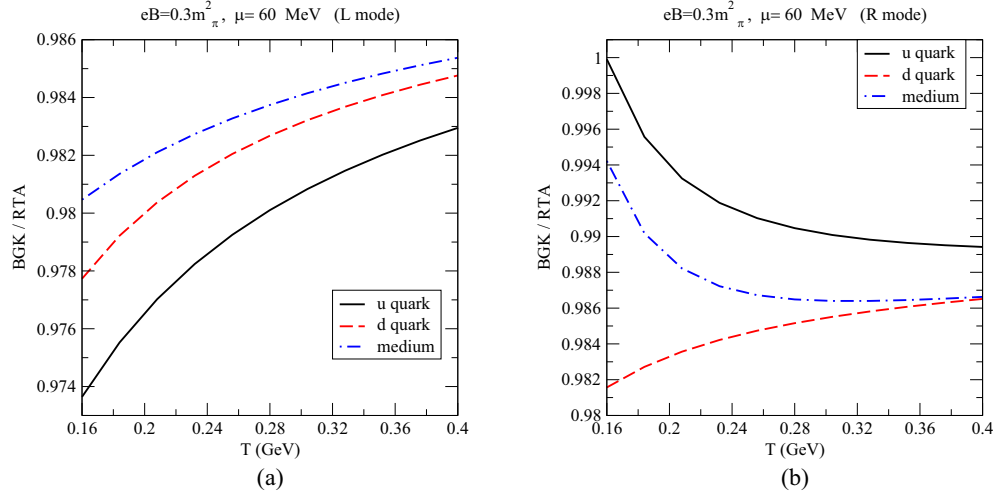 eB=0.3m²π, μ= 60 MeV (L mode)
0.986
0.984
0.982
0.98
0.978
0.976
0.974
BGK / RTA
u quark
d quark
medium
0.16 0.2 0.24 0.28 0.32 0.36 0.4
T (GeV)
(a)
eB=0.3m²π, μ= 60 MeV (R mode)
1
0.998
0.996
0.994
0.992
0.99
0.988
0.986
0.984
0.982
0.98
BGK / RTA
u quark
d quark
medium
0.16 0.2 0.24 0.28 0.32 0.36 0.4
T (GeV)
(b)